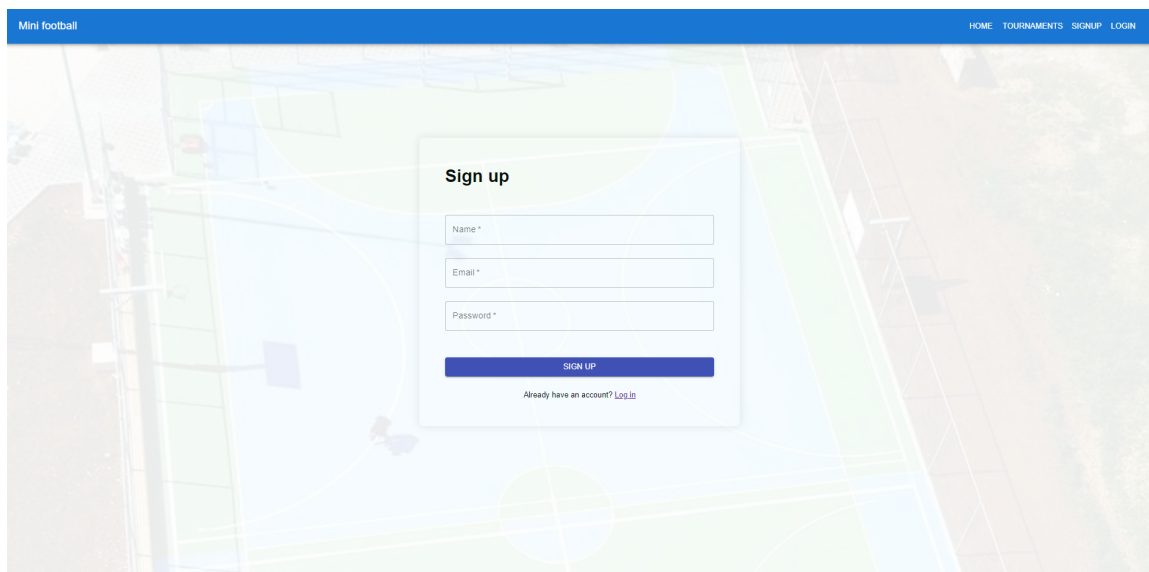 Mini football
HOME TOURNAMENTS SIGNUP LOGIN
Sign up
Name *
Email *
Password *
SIGN UP
Already have an account? Log in